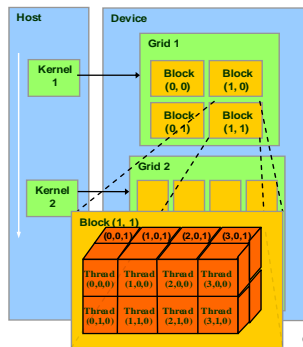 Host
Device
Grid 1
Kernel
1
Block
(0, 0)
Block
(1, 0)
Block
(0, 1)
Block
(1, 1)
Grid 2
Kernel
2
Block (1, 1)
(0,0,1) (1,0,1) (2,0,1) (3,0,1)
Thread
(0,0,0)
Thread
(1,0,0)
Thread
(2,0,0)
Thread
(3,0,0)
Thread
(0,1,0)
Thread
(1,1,0)
Thread
(2,1,0)
Thread
(3,1,0)